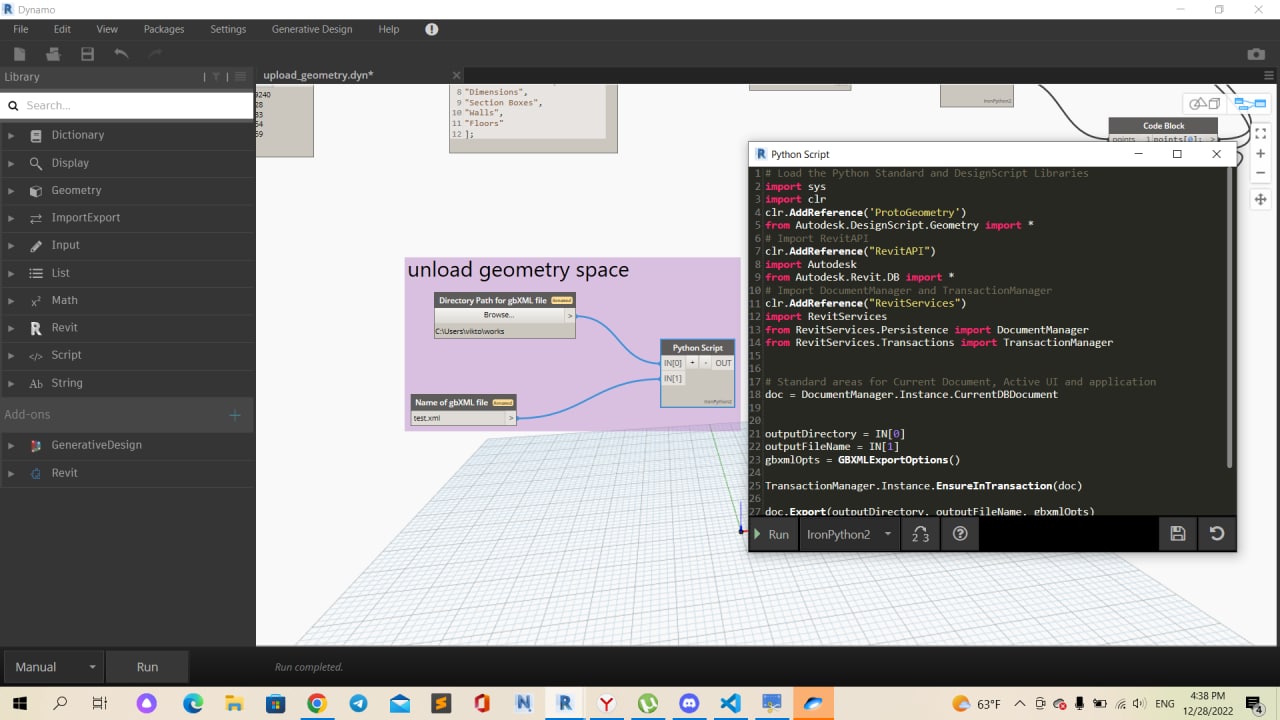 Dynamo
File Edit View Packages Settings Generative Design Help
Library
upload_geometry.dyn*
Search...
Dictionary
Display
Geometry
ImportExport
Input
List
Math
Revit
Script
String
Add-ons
GenerativeDesign
Revit
9240
28
83
54
69
8 "Dimensions",
9 "Section Boxes",
10 "Walls",
11 "Floors"
12 ];
IronPython2
Code Block
points 1 points[0]; >
unload geometry space
Directory Path for gbXML file
Browse... >
C:\Users\vikto\works
Name of gbXML file
test.xml >
Python Script
IN[0] + - OUT
IN[1]
IronPython2
Python Script
1 # Load the Python Standard and DesignScript Libraries
2 import sys
3 import clr
4 clr.AddReference('ProtoGeometry')
5 from Autodesk.DesignScript.Geometry import *
6 # Import RevitAPI
7 clr.AddReference("RevitAPI")
8 import Autodesk
9 from Autodesk.Revit.DB import *
10 # Import DocumentManager and TransactionManager
11 clr.AddReference("RevitServices")
12 import RevitServices
13 from RevitServices.Persistence import DocumentManager
14 from RevitServices.Transactions import TransactionManager
15
16
17 # Standard areas for Current Document, Active UI and application
18 doc = DocumentManager.Instance.CurrentDBDocument
19
20
21 outputDirectory = IN[0]
22 outputFileName = IN[1]
23 gbxmlOpts = GBXMLExportOptions()
24
25 TransactionManager.Instance.EnsureInTransaction(doc)
26
27 doc.Export(outputDirectory, outputFileName, gbxmlOpts)
Run IronPython2 2 3
Manual Run Run completed.
63°F ENG 4:38 PM
12/28/2022 4